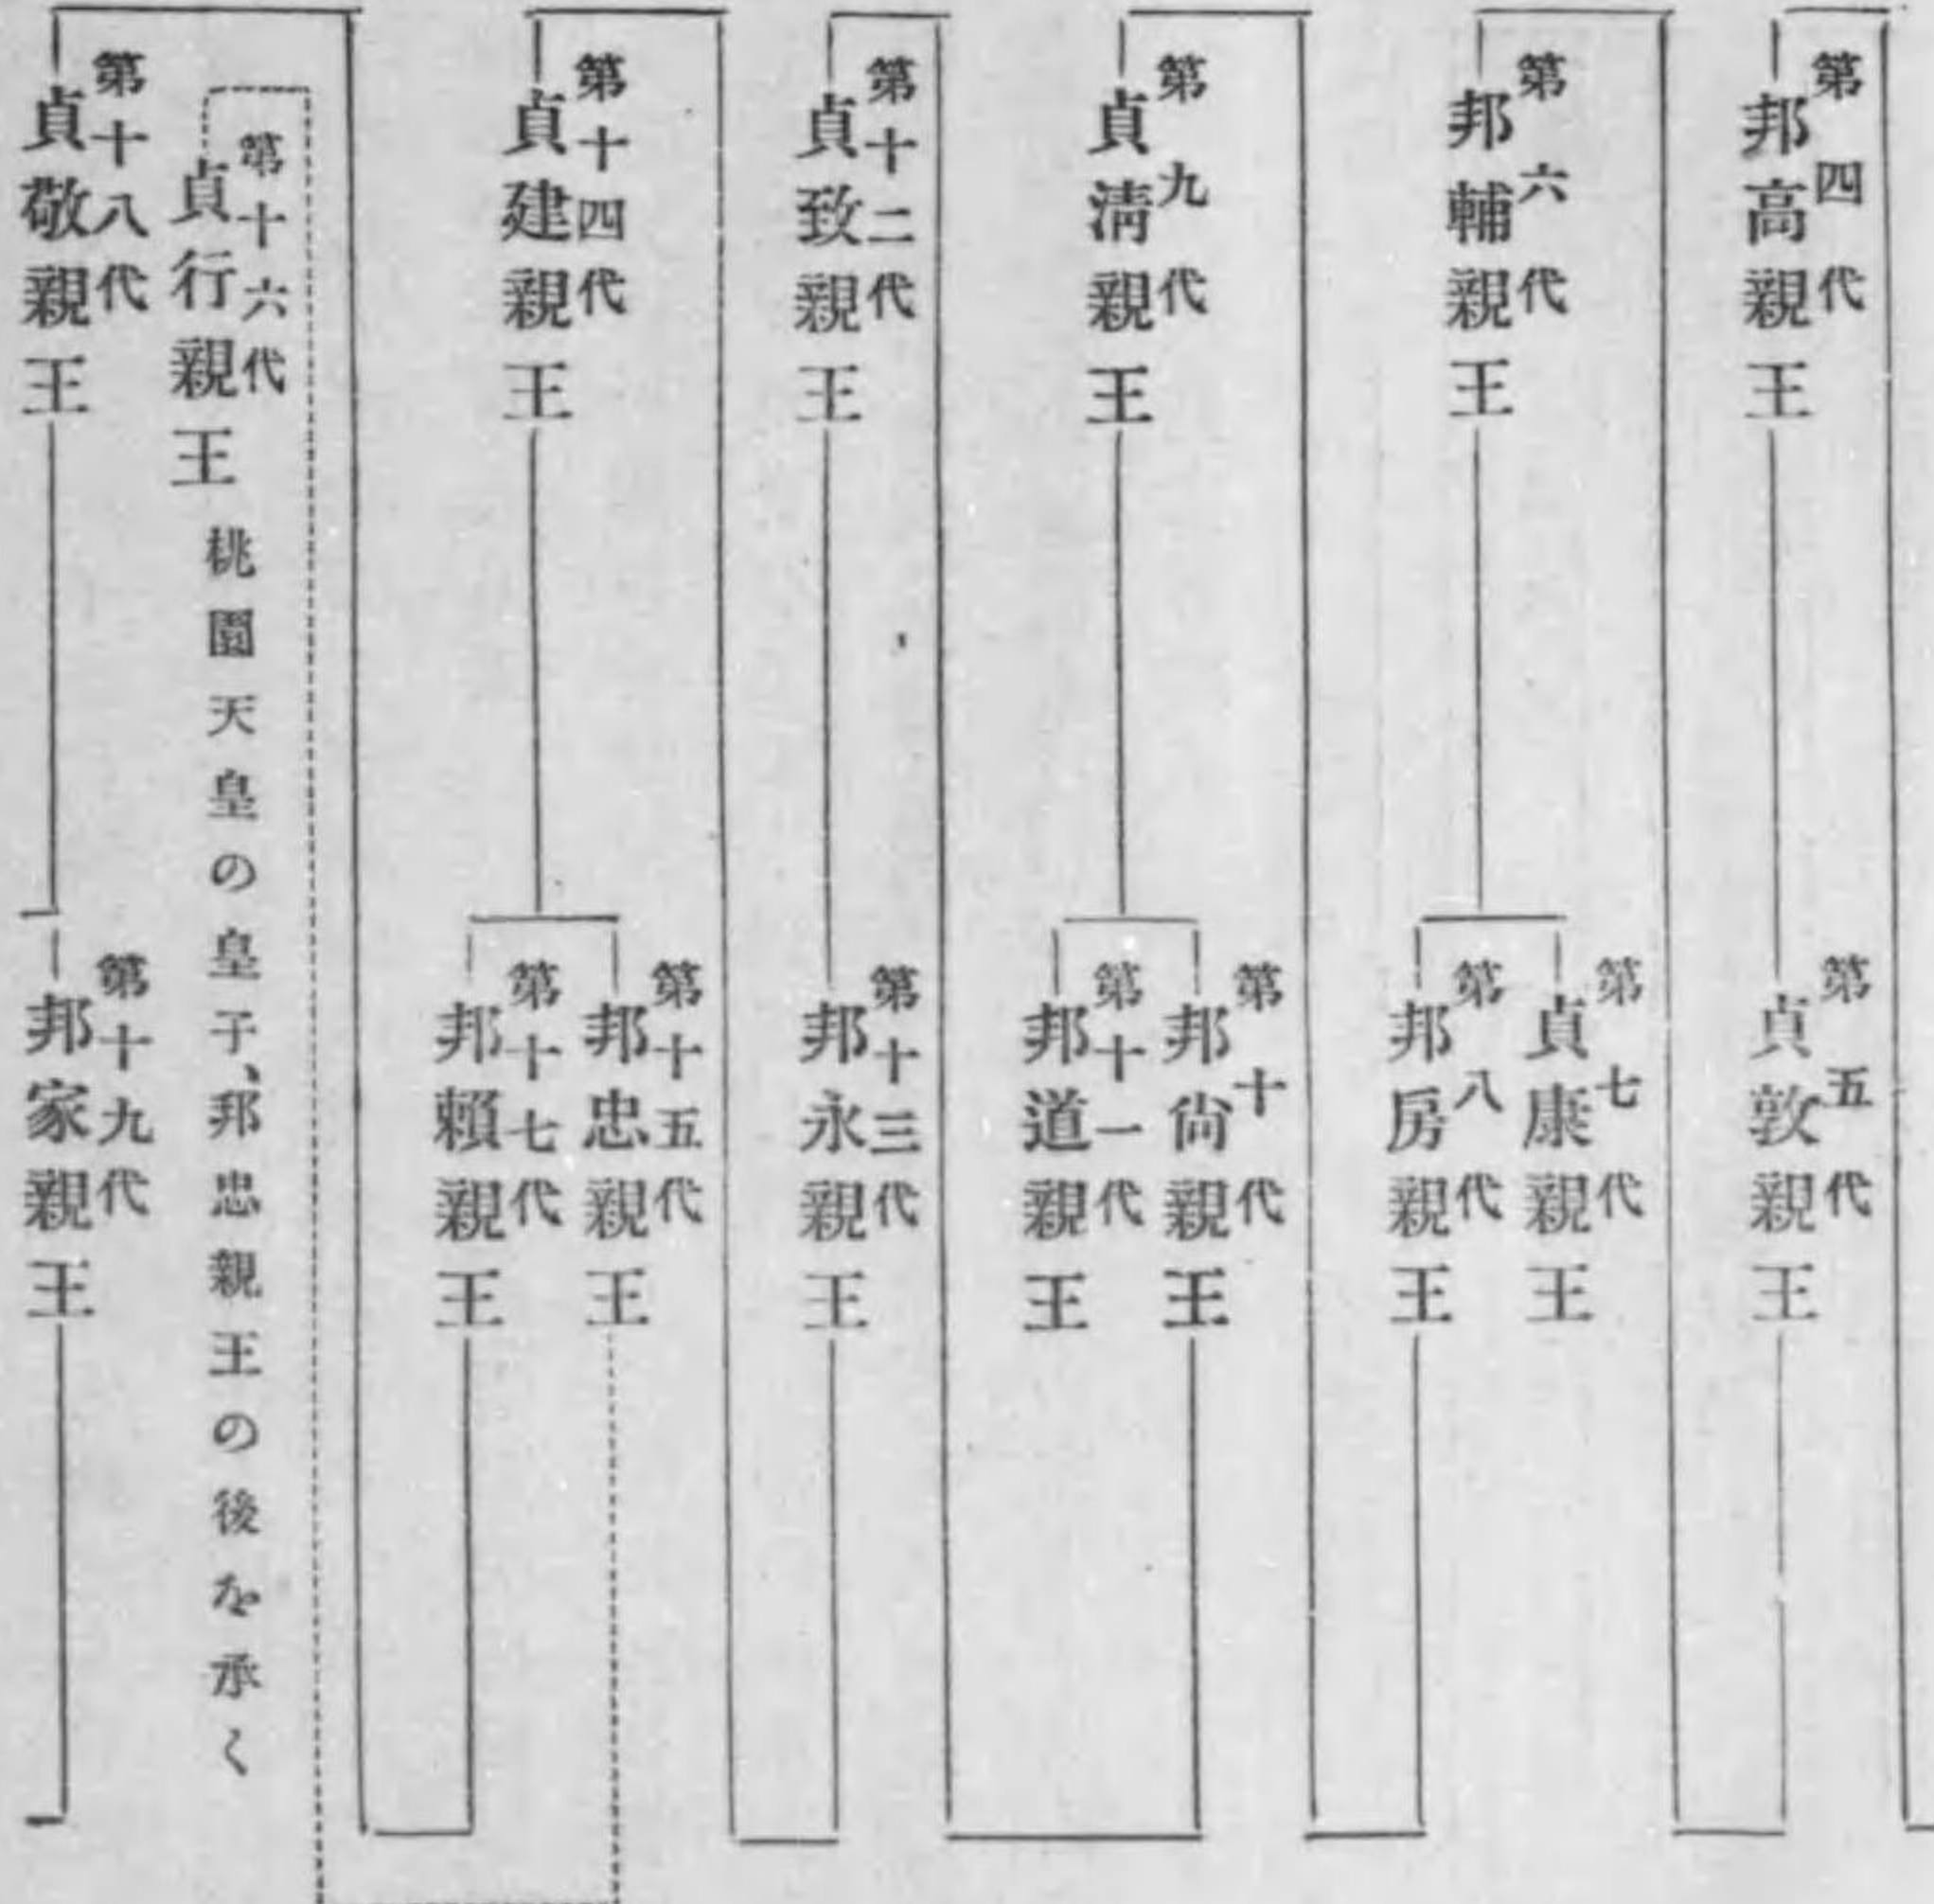 第四代
邦高親王
第五代
貞敦親王
第六代
邦輔親王
第七代
貞康親王
第八代
邦房親王
第九代
貞淸親王
第十代
邦尙親王
第十一代
邦道親王
第十二代
貞致親王
第十三代
邦永親王
第十四代
貞建親王
第十五代
邦忠親王
第十七代
邦賴親王
第十六代
貞行親王 桃園天皇の皇子、邦忠親王の後を承く
第十八代
貞敬親王
第十九代
邦家親王